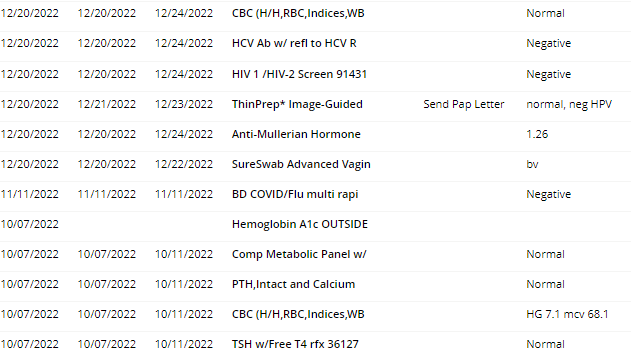 12/20/2022 12/20/2022 12/24/2022 CBC (H/H,RBC,Indices,WB Normal
12/20/2022 12/20/2022 12/24/2022 HCV Ab w/ refl to HCV R Negative
12/20/2022 12/20/2022 12/24/2022 HIV 1 /HIV-2 Screen 91431 Negative
12/20/2022 12/21/2022 12/23/2022 ThinPrep* Image-Guided Send Pap Letter normal, neg HPV
12/20/2022 12/20/2022 12/24/2022 Anti-Mullerian Hormone 1.26
12/20/2022 12/20/2022 12/22/2022 SureSwab Advanced Vagin bv
11/11/2022 11/11/2022 11/11/2022 BD COVID/Flu multi rapi Negative
10/07/2022 Hemoglobin A1c OUTSIDE
10/07/2022 10/07/2022 10/11/2022 Comp Metabolic Panel w/ Normal
10/07/2022 10/07/2022 10/11/2022 PTH,Intact and Calcium Normal
10/07/2022 10/07/2022 10/11/2022 CBC (H/H,RBC,Indices,WB HG 7.1 mcv 68.1
10/07/2022 10/07/2022 10/11/2022 TSH w/Free T4 rfx 36127 Normal